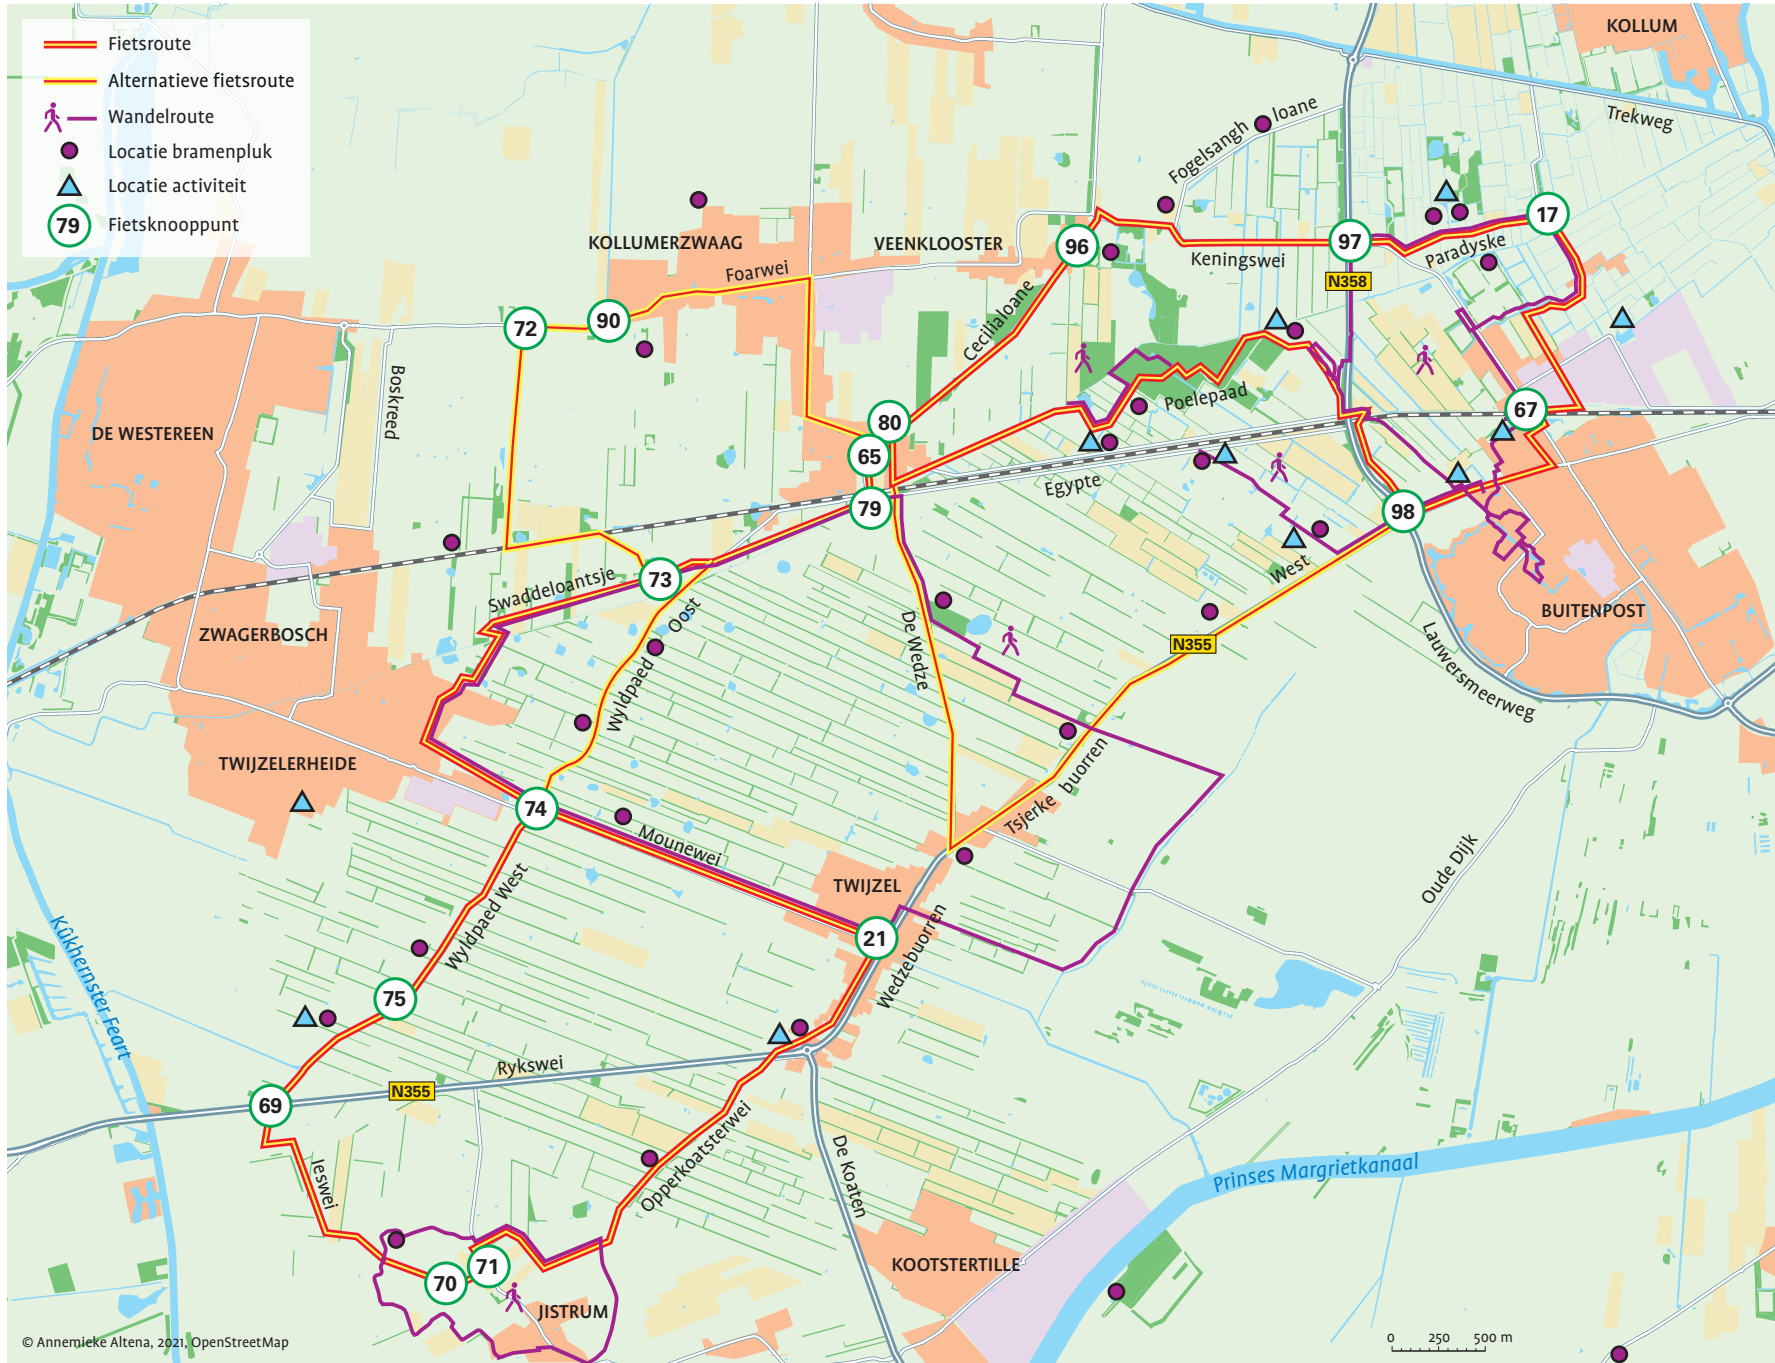 Fietsroute
Alternatieve fietsroute
Wandelroute
Locatie bramenpluk
Locatie activiteit
79 Fietsknooppunt
KOLLUM
Trekweg
Fogelsangh loane
17
KOLLUMERZWAAG
VEENKLOOSTER
96
97
Keningswei
Paradyske
Foarwei
N358
72
90
Cecilialoane
Boskreed
Poelepaad
80
67
DE WESTEREEN
65
Egypte
79
98
73
Swaddeloantsje
West
Oost
BUITENPOST
ZWAGERBOSCH
De Wedze
N355
Wyldpaed
Lauwersmeerweg
TWIJZELERHEIDE
Tsjerke buorren
74
Mounewei
Oude Dijk
TWIJZEL
Wyldpaed West
21
Wedzebuorren
Kûkhernster Feart
75
Rykswei
N355
69
Opperkoatsterwei
De Koaten
Ieswei
Prinses Margrietkanaal
71
70
KOOTSTERTILLE
JISTRUM
© Annemieke Altena, 2021, OpenStreetMap
0 250 500 m